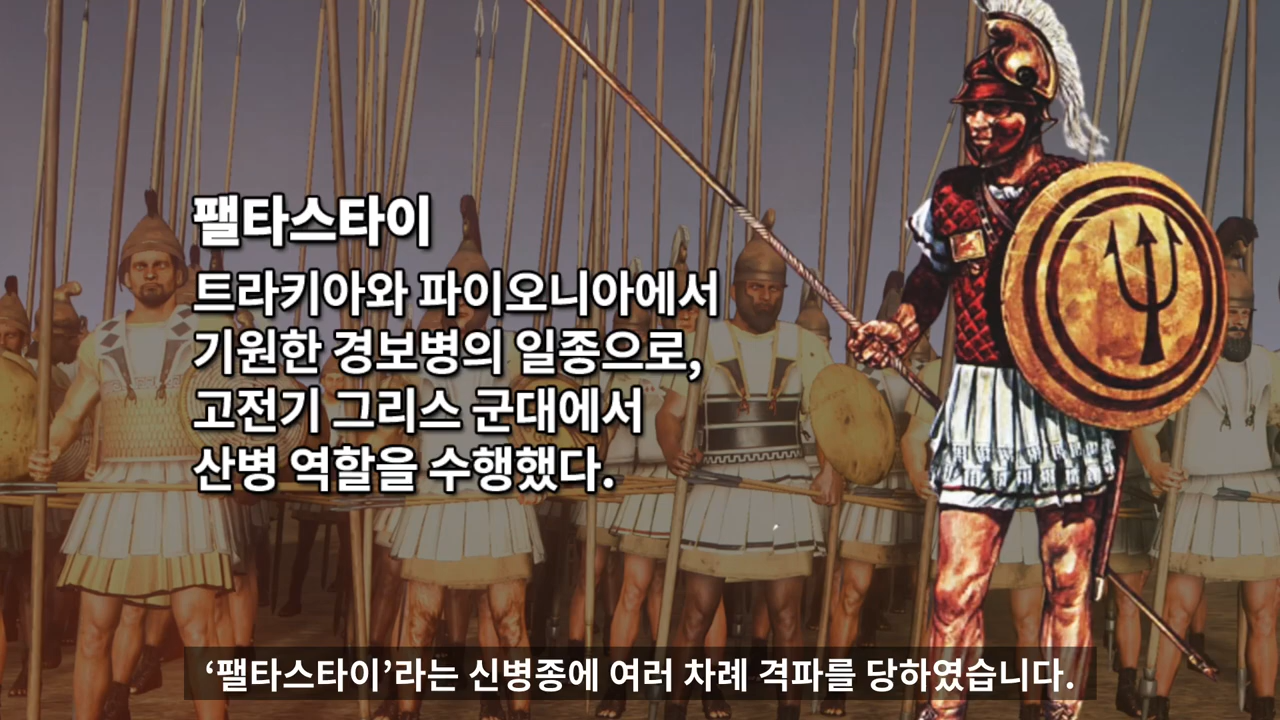 팰타스타이
트라키아와 파이오니아에서
기원한 경보병의 일종으로,
고전기 그리스 군대에서
산병 역할을 수행했다.
‘팰타스타이’라는 신병종에 여러 차례 격파를 당하였습니다.